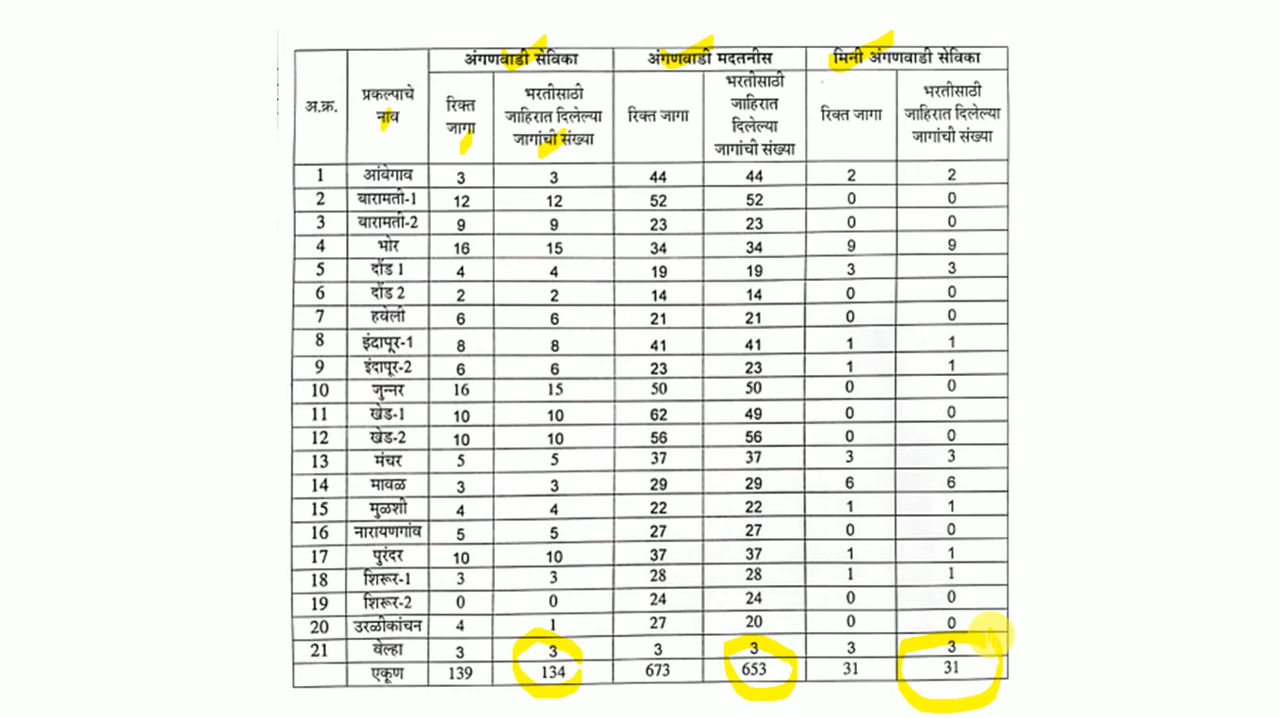 अंगणवाडी सेविका अंगणवाडी मदतनीस मिनी अंगणवाडी सेविका
अ.क्र. प्रकल्पाचे नाव रिक्त जागा भरतीसाठी जाहिरात दिलेल्या जागांची संख्या रिक्त जागा भरतीसाठी जाहिरात दिलेल्या जागांची संख्या रिक्त जागा भरतीसाठी जाहिरात दिलेल्या जागांची संख्या
1 आंबेगाव 3 3 44 44 2 2
2 बारामती-1 12 12 52 52 0 0
3 बारामती-2 9 9 23 23 0 0
4 भोर 16 15 34 34 9 9
5 दौंड 1 4 4 19 19 3 3
6 दौंड 2 2 2 14 14 0 0
7 हवेली 6 6 21 21 0 0
8 इंदापूर-1 8 8 41 41 1 1
9 इंदापूर-2 6 6 23 23 1 1
10 जुन्नर 16 15 50 50 0 0
11 खेड-1 10 10 62 49 0 0
12 खेड-2 10 10 56 56 0 0
13 मंचर 5 5 37 37 3 3
14 मावळ 3 3 29 29 6 6
15 मुळशी 4 4 22 22 1 1
16 नारायणगांव 5 5 27 27 0 0
17 पुरंदर 10 10 37 37 1 1
18 शिरूर-1 3 3 28 28 1 1
19 शिरूर-2 0 0 24 24 0 0
20 उरळीकांचन 4 1 27 20 0 0
21 वेल्हा 3 3 3 3 3 3
एकूण 139 134 673 653 31 31